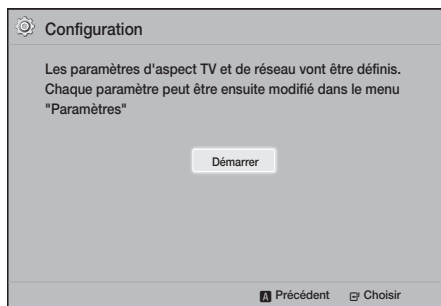 Configuration
Les paramètres d'aspect TV et de réseau vont être définis.
Chaque paramètre peut être ensuite modifié dans le menu
"Paramètres"
Démarrer
A Précédent Choisir